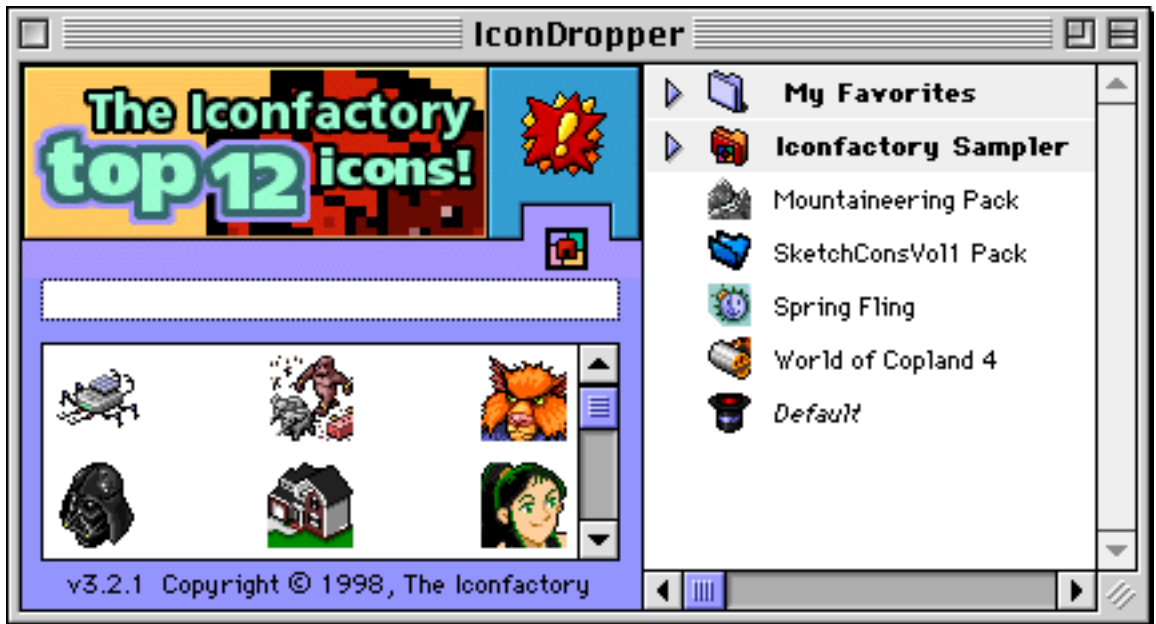 IconDropper
The Iconfactory
top 12 icons!
My Favorites
Iconfactory Sampler
Mountaineering Pack
SketchConsVol1 Pack
Spring Fling
World of Copland 4
Default
v3.2.1 Copyright © 1998, The Iconfactory